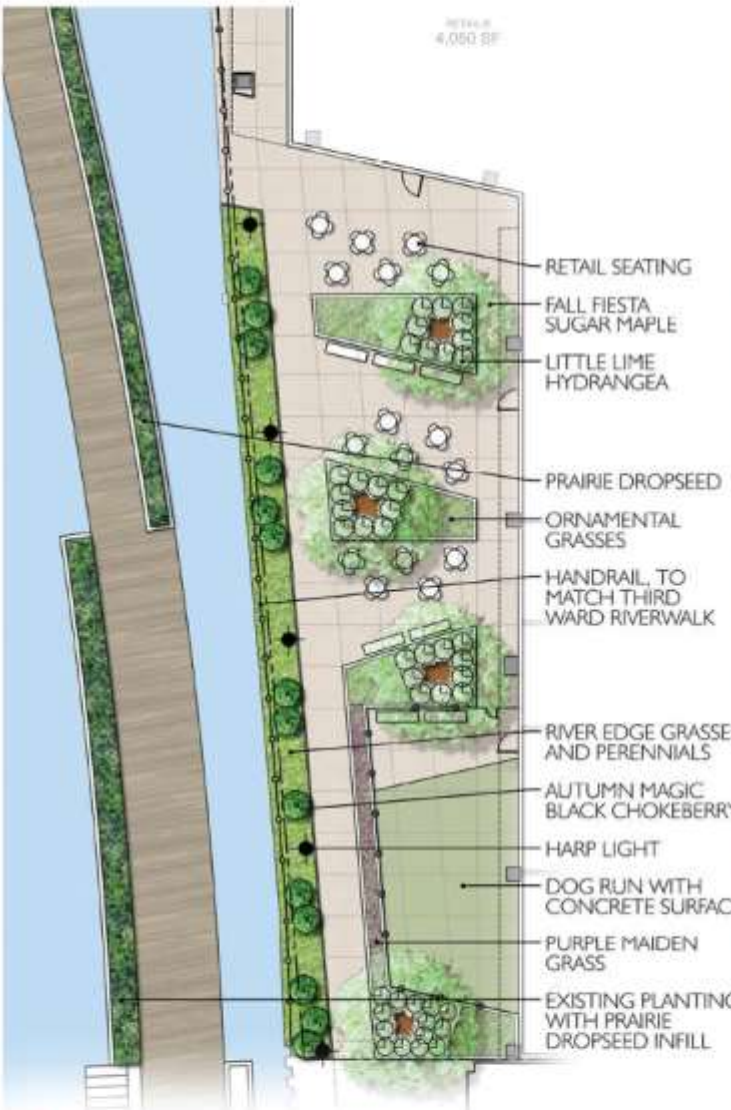 RETAIL B
4,050 SF
RETAIL SEATING
FALL FIESTA
SUGAR MAPLE
LITTLE LIME
HYDRANGEA
PRAIRIE DROPSEED
ORNAMENTAL
GRASSES
HANDRAIL, TO
MATCH THIRD
WARD RIVERWALK
RIVER EDGE GRASSE
AND PERENNIALS
AUTUMN MAGIC
BLACK CHOKEBERRY
HARP LIGHT
DOG RUN WITH
CONCRETE SURFAC
PURPLE MAIDEN
GRASS
EXISTING PLANTING
WITH PRAIRIE
DROPSEED INFILL